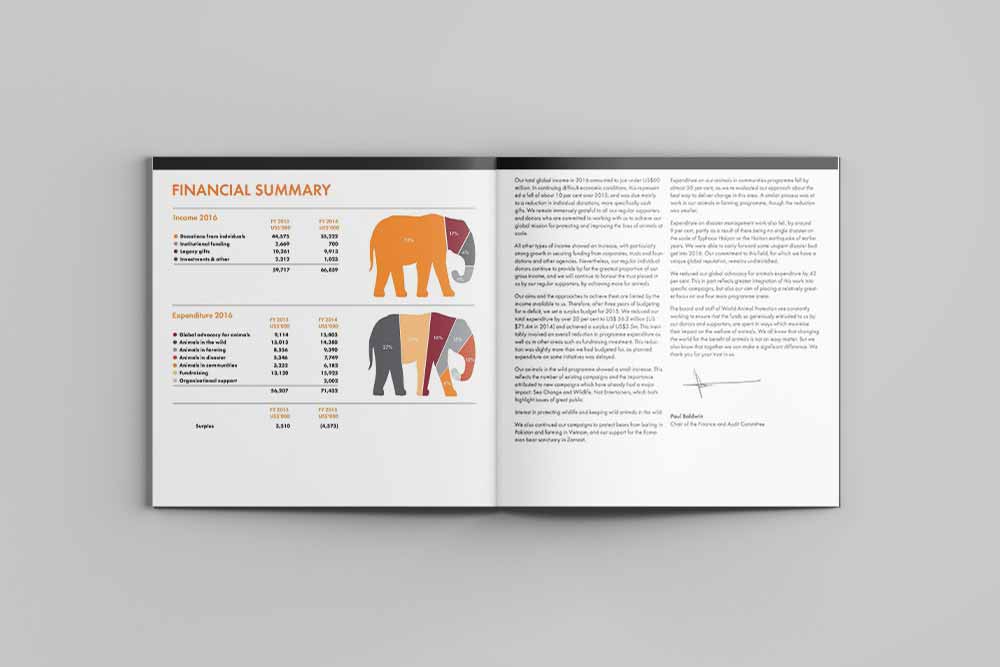 FINANCIAL SUMMARY
Income 2016
FY 2015 FY 2014
US$'000 US$'000
Donations from individuals 44,575 55,222
Institutional funding 2,669 700
Legacy gifts 10,261 9,912
Investments & other 2,212 1,025
59,717 66,859
Expenditure 2016
FY 2015 FY 2014
US$'000 US$'000
Global advocacy for animals 9,114 15,403
Animals in the wild 15,013 14,385
Animals in farming 8,556 9,390
Animals in disaster 5,346 7,749
Animals in communities 3,235 6,182
Fundraising 13,120 15,925
Organisational support 2,002
56,207 71,432
FY 2015 FY 2014
US$'000 US$'000
Surplus 3,510 (4,573)
17%
27%
Our total global income in 2016 amounted to just under US$60
million. In continuing difficult economic conditions, this represent
ed a fall of about 10 per cent over 2015, and was due mainly
to a reduction in individual donations, more specifically cash
gifts. We remain immensely grateful to all our regular supporters
and donors who are committed to working with us to achieve our
global mission for protecting and improving the lives of animals at
scale.
All other types of income showed an increase, with particularly
strong growth in securing funding from corporates, trusts and foun-
dations and other agencies. Nevertheless, our regular individual
donors continue to provide by far the greatest proportion of our
gross income, and we will continue to honour the trust placed in
us by our regular supporters, by achieving more for animals
Our aims and the approaches to achieve them are limited by the
income available to us. Therefore, after three years of budgeting
for a deficit, we set a surplus budget for 2015. We reduced our
total expenditure by over 20 per cent to US$ 56.2 million (US
$71.4m in 2014) and achieved a surplus of US$3.5m. This inevi-
tably involved an overall reduction in programme expenditure as
well as in other areas such as fundraising investment. This reduc-
tion was slightly more than we had budgeted for, as planned
expenditure on some initiatives was delayed.
Our animals in the wild programme showed a small increase. This
reflects the number of existing campaigns and the importance
attributed to new campaigns which have already had a major
impact: Sea Change and Wildlife. Not Entertainers, which both
highlight issues of great public
interest in protecting wildlife and keeping wild animals in the wild
We also continued our campaigns to protect bears from baiting in
Pakistan and farming in Vietnam, and our support for the Roma-
nian bear sanctuary in Zarnesti.
Expenditure on our animals in communities programme fell by
almost 50 per cent, as we re-evaluated our approach about the
best way to deliver change in this area. A similar process was at
work in our animals in farming programme, though the reduction
was smaller.
Expenditure on disaster management work also fell, by around
9 per cent, partly as a result of there being no single disaster on
the scale of Typhoon Haiyan or the Haitian earthquake of earlier
years. We were able to carry forward some unspent disaster bud-
get into 2016. Our commitment to this field, for which we have a
unique global reputation, remains undiminished.
We reduced our global advocacy for animals expenditure by 42
per cent. This in part reflects greater integration of this work into
specific campaigns, but also our aim of placing a relatively great-
er focus on our four main programme areas.
The board and staff of World Animal Protection are constantly
working to ensure that the funds so generously entrusted to us by
our donors and supporters, are spent in ways which maximise
their impact on the welfare of animals. We all know that changing
the world for the benefit of animals is not an easy matter. But we
also know that together we can make a significant difference. We
thank you for your trust in us.
Paul Baldwin
Chair of the Finance and Audit Committee